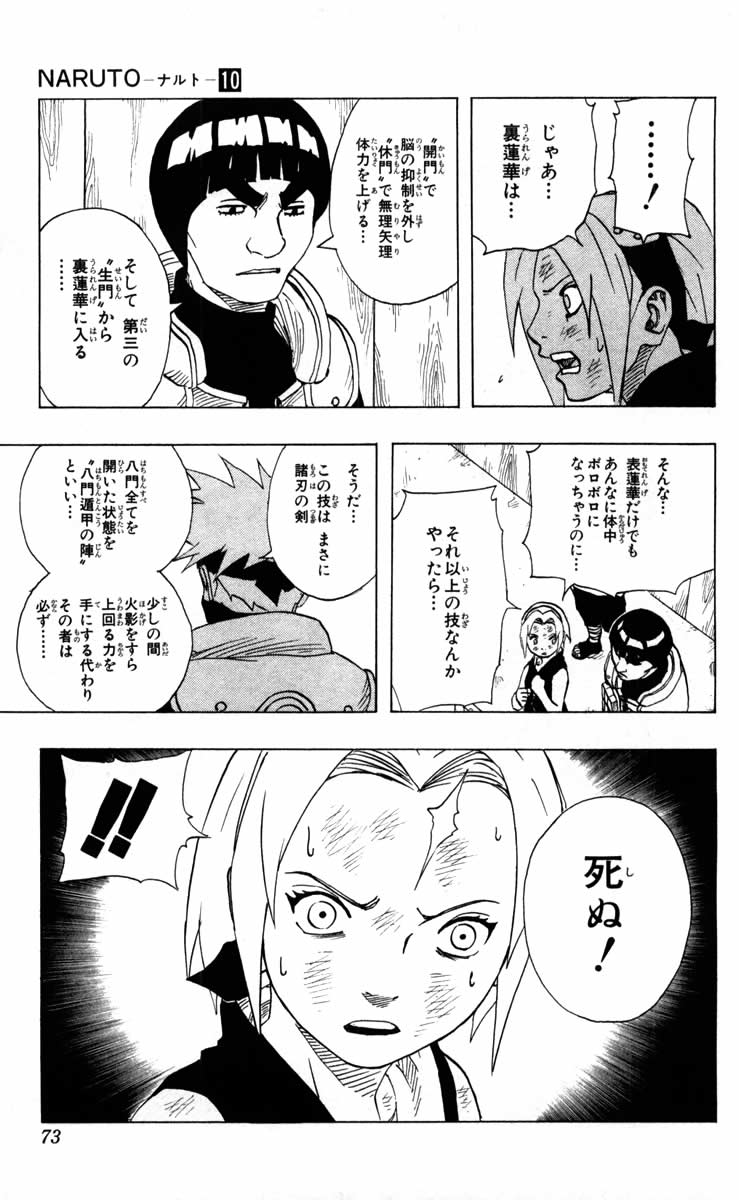 NARUTO—ナルト—10
……！
じゃあ…
裏蓮華は…
“開門”で
脳の抑制を外し
“休門”で無理矢理
体力を上げる…
そして 第三の
“生門”から
裏蓮華に入る
……
そんな…
表蓮華だけでも
あんなに体中
ボロボロに
なっちゃうのに…
それ以上の技なんか
やったら…
そうだ…
この技は まさに
諸刃の剣
八門全てを
開いた状態を
“八門遁甲の陣”
といい…
少しの間
火影をすら
上回る力を
手にする代わり
その者は
必ず……
死ぬ！
!!
73